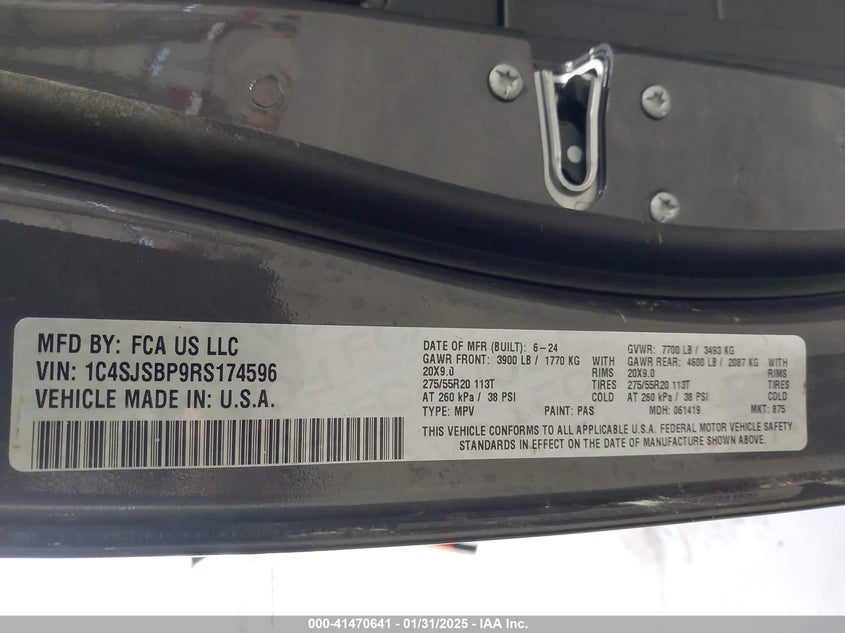 MFD BY: FCA US LLC
VIN: 1C4SJSBP9RS174596
VEHICLE MADE IN: U.S.A.
DATE OF MFR (BUILT): 6-24
GAWR FRONT: 3900 LB / 1770 KG WITH
20X9.0 RIMS
275/55R20 113T TIRES
AT 260 kPa / 38 PSI COLD
TYPE: MPV PAINT: PAS
GVWR: 7700 LB / 3493 KG
GAWR REAR: 4600 LB / 2087 KG WITH
20X9.0 RIMS
275/55R20 113T TIRES
AT 260 kPa / 38 PSI COLD
MDH: 061419 MKT: 875
THIS VEHICLE CONFORMS TO ALL APPLICABLE U.S.A. FEDERAL MOTOR VEHICLE SAFETY
STANDARDS IN EFFECT ON THE DATE OF MANUFACTURE SHOWN ABOVE.
000-41470641 - 01/31/2025 - IAA Inc.